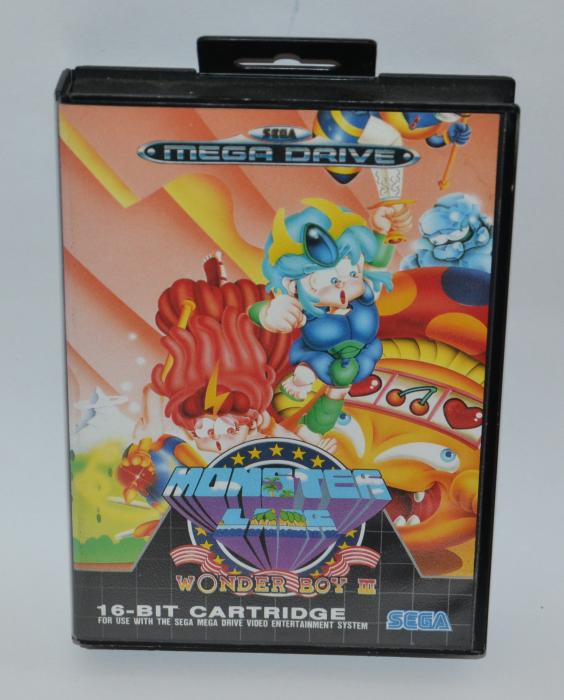 SEGA
MEGA DRIVE
MONSTER
LAIR
WONDER BOY III
16-BIT CARTRIDGE
FOR USE WITH THE SEGA MEGA DRIVE VIDEO ENTERTAINMENT SYSTEM
SEGA